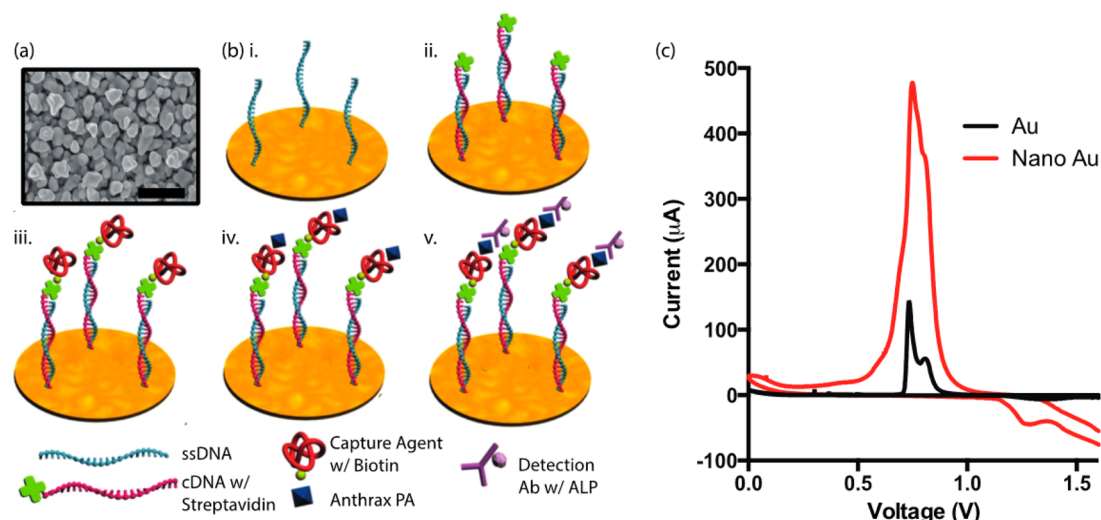 (a)
(b) i.
ii.
(c)
iii.
iv.
v.
ssDNA
cDNA w/
Streptavidin
Capture Agent
w/ Biotin
Anthrax PA
Detection
Ab w/ ALP
500
400
300
200
100
0
-100
Current (µA)
Au
Nano Au
0.0
0.5
1.0
1.5
Voltage (V)